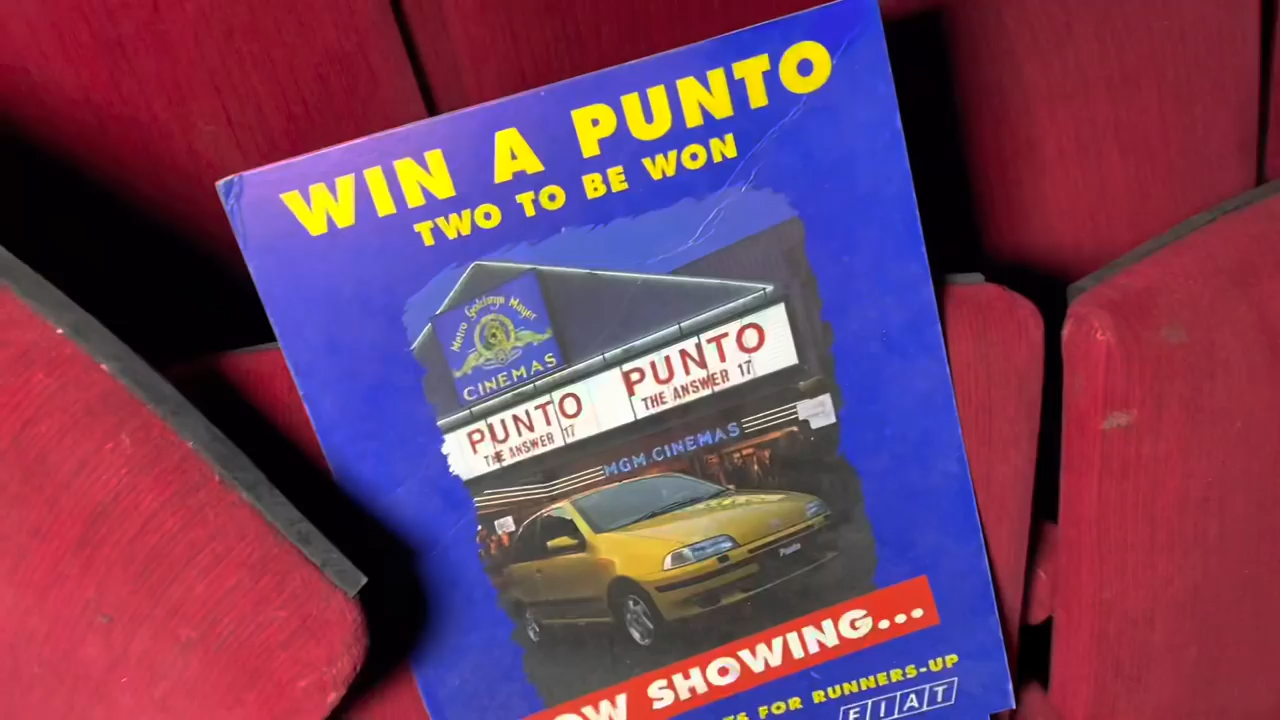 WIN A PUNTO
TWO TO BE WON
Metro Goldwyn Mayer
CINEMAS
PUNTO
THE ANSWER 17
PUNTO
THE ANSWER 17
MGM CINEMAS
Punto
SHOWING...
FOR RUNNERS-UP
FIAT